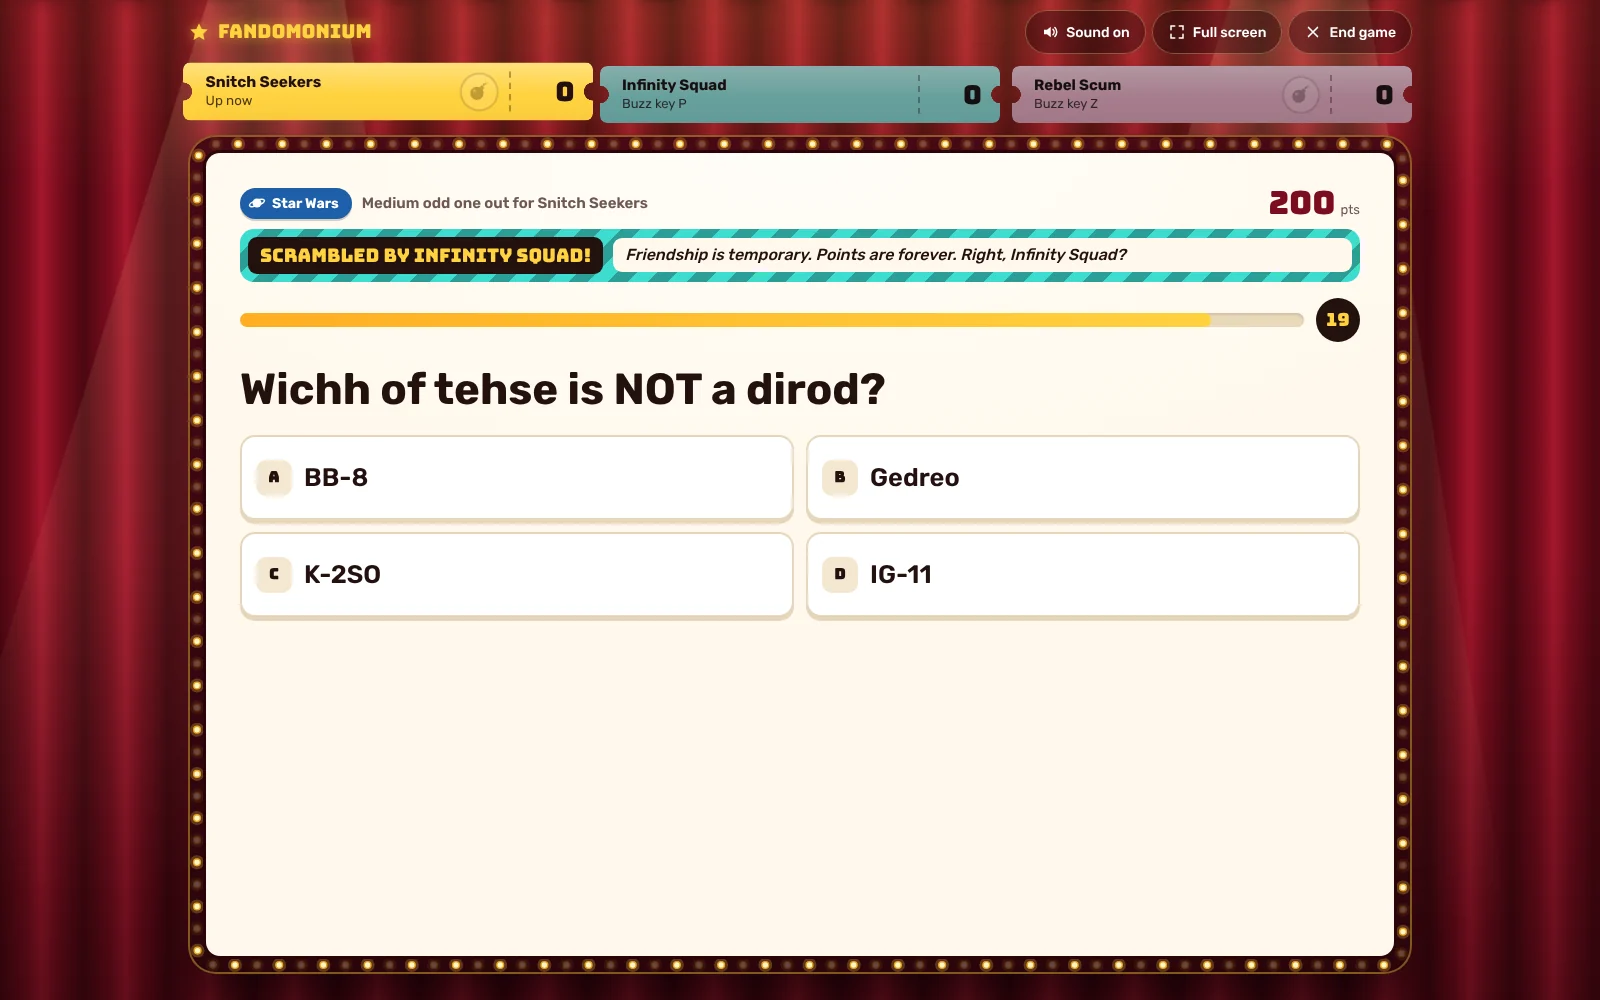 FANDOMONIUM
Sound on
Full screen
End game
Snitch Seekers
Up now
0
Infinity Squad
Buzz key P
0
Rebel Scum
Buzz key Z
0
Star Wars
Medium odd one out for Snitch Seekers
200 pts
SCRAMBLED BY INFINITY SQUAD!
Friendship is temporary. Points are forever. Right, Infinity Squad?
19
Wichh of tehse is NOT a dirod?
A BB-8
B Gedreo
C K-2SO
D IG-11